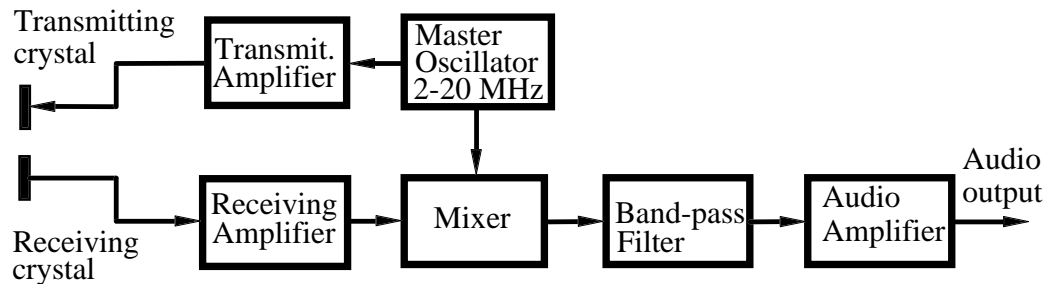 Transmitting
crystal
Transmit.
Amplifier
Master
Oscillator
2-20 MHz
Receiving
crystal
Receiving
Amplifier
Mixer
Band-pass
Filter
Audio
Amplifier
Audio
output